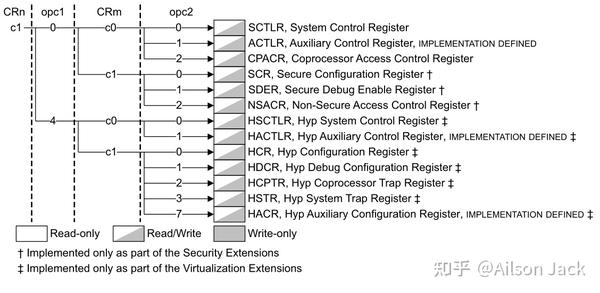 CRn opc1 CRm opc2
c1 0 c0 0 SCTLR, System Control Register
1 ACTLR, Auxiliary Control Register, IMPLEMENTATION DEFINED
2 CPACR, Coprocessor Access Control Register
c1 0 SCR, Secure Configuration Register †
1 SDER, Secure Debug Enable Register †
2 NSACR, Non-Secure Access Control Register †
4 c0 0 HSCTLR, Hyp System Control Register ‡
1 HACTLR, Hyp Auxiliary Control Register, IMPLEMENTATION DEFINED ‡
c1 0 HCR, Hyp Configuration Register ‡
1 HDCR, Hyp Debug Configuration Register ‡
2 HCPTR, Hyp Coprocessor Trap Register ‡
3 HSTR, Hyp System Trap Register ‡
7 HACR, Hyp Auxiliary Configuration Register, IMPLEMENTATION DEFINED ‡
Read-only Read/Write Write-only
† Implemented only as part of the Security Extensions
‡ Implemented only as part of the Virtualization Extensions
知乎 @Ailson Jack